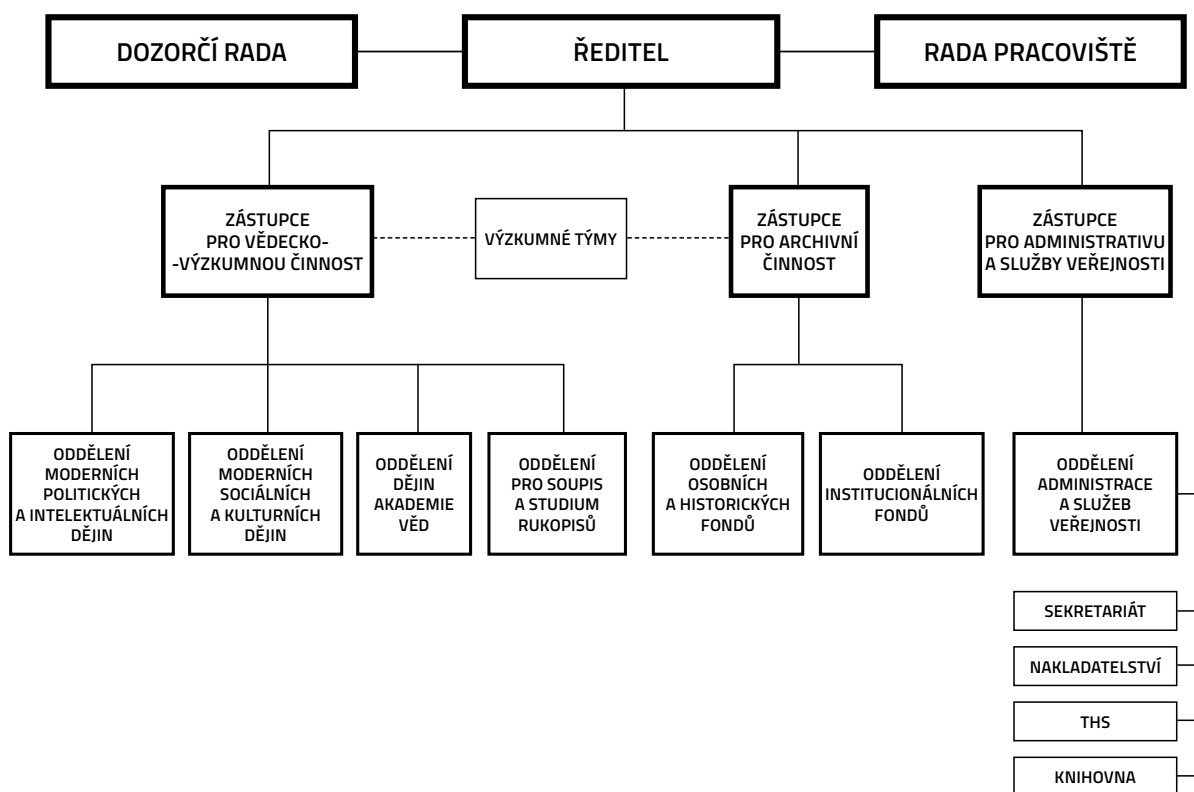 DOZORČÍ RADA
ŘEDITEL
RADA PRACOVIŠTĚ
ZÁSTUPCE
PRO VĚDECKO-
-VÝZKUMNOU ČINNOST
VÝZKUMNÉ TÝMY
ZÁSTUPCE
PRO ARCHIVNÍ
ČINNOST
ZÁSTUPCE
PRO ADMINISTRATIVU
A SLUŽBY VEŘEJNOSTI
ODDĚLENÍ
MODERNÍCH
POLITICKÝCH
A INTELEKTUÁLNÍCH
DĚJIN
ODDĚLENÍ
MODERNÍCH
SOCIÁLNÍCH
A KULTURNÍCH
DĚJIN
ODDĚLENÍ
DĚJIN
AKADEMIE
VĚD
ODDĚLENÍ
PRO SOUPIS
A STUDIUM
RUKOPISŮ
ODDĚLENÍ
OSOBNÍCH
A HISTORICKÝCH
FONDŮ
ODDĚLENÍ
INSTITUCIONÁLNÍCH
FONDŮ
ODDĚLENÍ
ADMINISTRACE
A SLUŽEB
VEŘEJNOSTI
SEKRETARIÁT
NAKLADATELSTVÍ
THS
KNIHOVNA